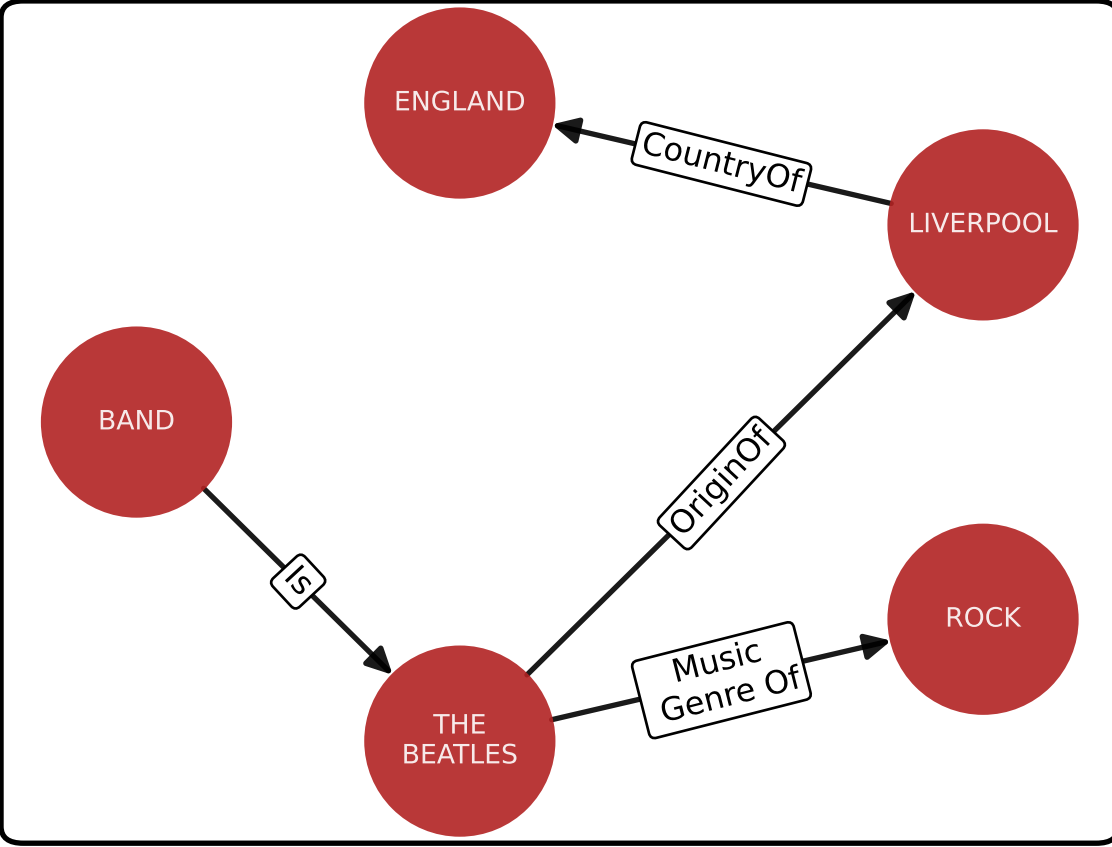 ENGLAND
CountryOf
LIVERPOOL
BAND
OriginOf
Is
ROCK
Music
Genre Of
THE
BEATLES